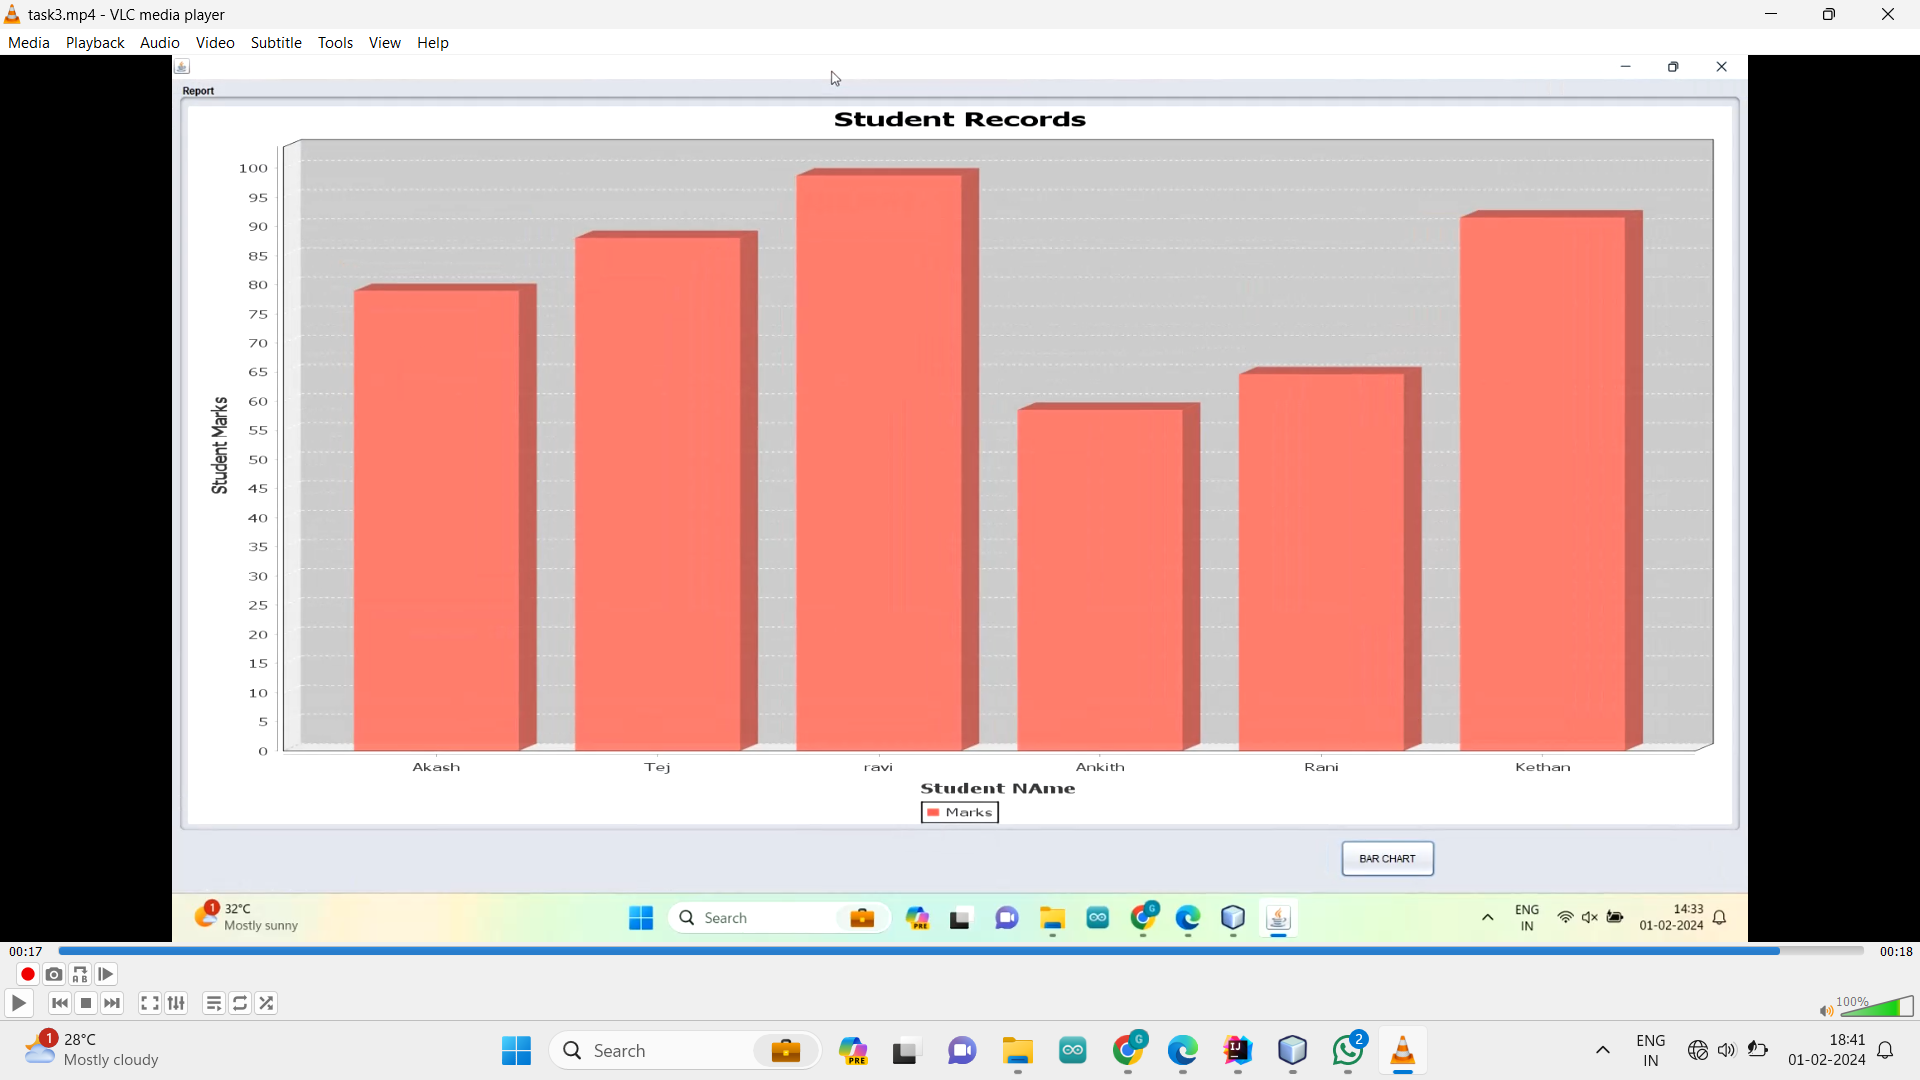 task3.mp4 - VLC media player
Media Playback Audio Video Subtitle Tools View Help
Report
Student Records
100
95
90
85
80
75
70
65
60
55
50
45
40
35
30
25
20
15
10
5
0
Student Marks
Akash Tej ravi Ankith Rani Kethan
Student NAme
Marks
BAR CHART
1
32°C
Mostly sunny
Search
PRE
G
ENG
IN
14:33
01-02-2024
00:17
00:18
A B
100%
1
28°C
Mostly cloudy
Search
PRE
G
IJ
2
ENG
IN
18:41
01-02-2024